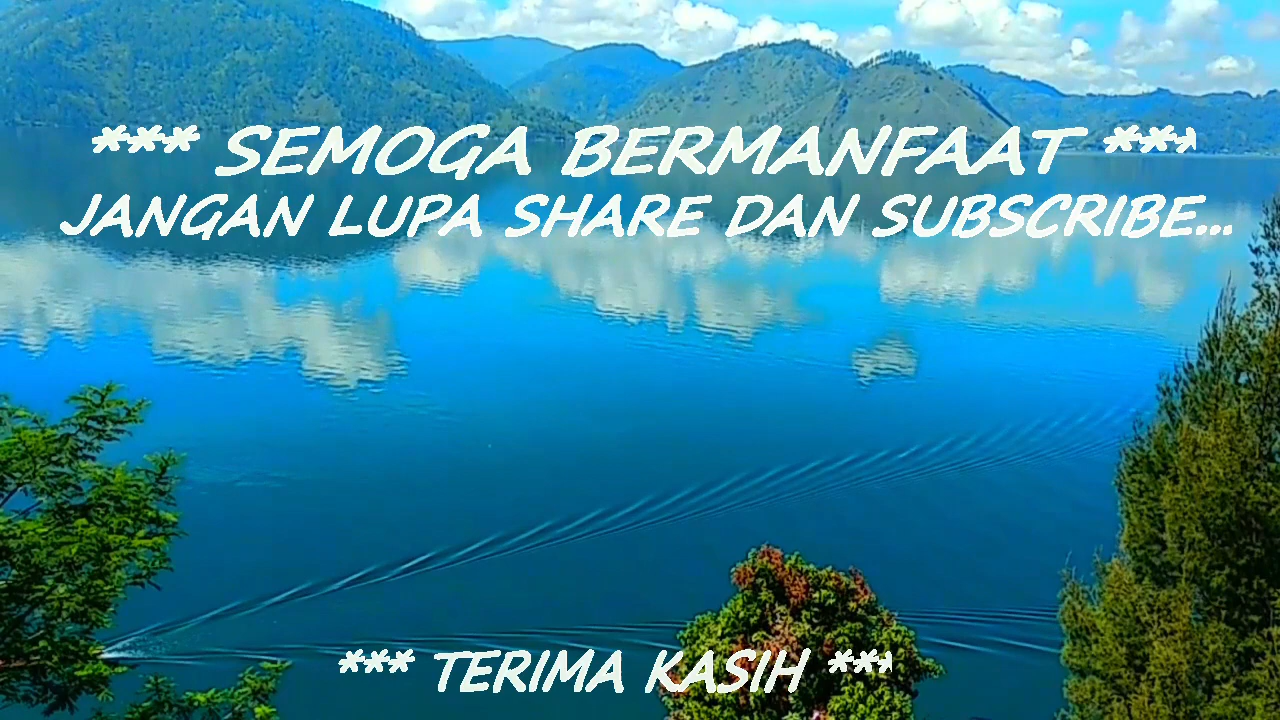 *** SEMOGA BERMANFAAT ***
JANGAN LUPA SHARE DAN SUBSCRIBE...
*** TERIMA KASIH ***